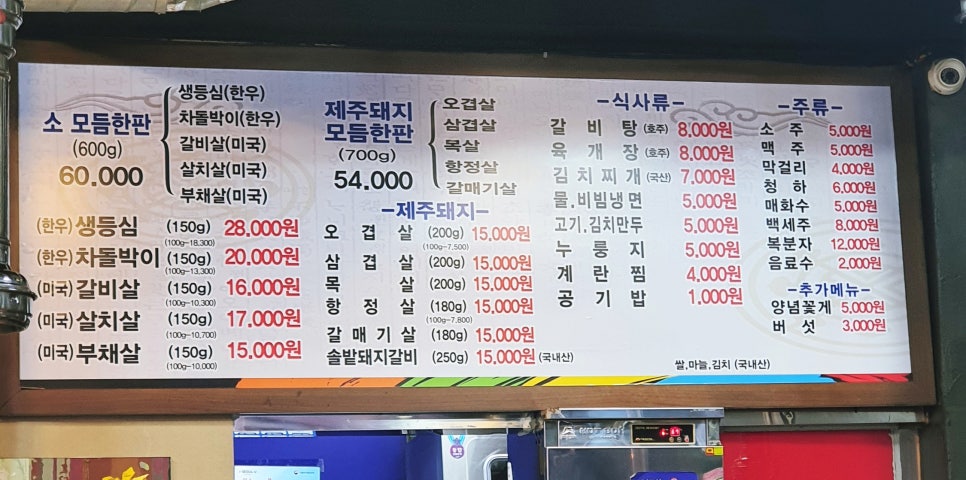 소 모듬한판
(600g)
60.000
생등심(한우)
차돌박이(한우)
갈비살(미국)
살치살(미국)
부채살(미국)
(한우)생등심 (150g) 28.000원
(100g-18,300)
(한우)차돌박이 (150g) 20.000원
(100g-13,300)
(미국)갈비살 (150g) 16.000원
(100g-10,300)
(미국)살치살 (150g) 17.000원
(100g-10,700)
(미국)부채살 (150g) 15.000원
(100g-10,000)
제주돼지
모듬한판
(700g)
54.000
오겹살
삼겹살
목살
항정살
갈매기살
-제주돼지-
오겹살 (200g) 15.000원
(100g-7,500)
삼겹살 (200g) 15.000원
목살 (200g) 15.000원
항정살 (180g) 15.000원
(100g-7,800)
갈매기살 (180g) 15.000원
솔밭돼지갈비 (250g) 15.000원(국내산)
-식사류-
갈비탕(호주) 8.000원
육개장(호주) 8.000원
김치찌개(국산) 7.000원
물.비빔냉면 5.000원
고기.김치만두 5.000원
누룽지 5.000원
계란찜 4.000원
공기밥 1.000원
쌀,마늘,김치 (국내산)
-주류-
소주 5.000원
맥주 5.000원
막걸리 4.000원
청하 6.000원
매화수 5.000원
백세주 8.000원
복분자 12.000원
음료수 2.000원
-추가메뉴-
양념꽃게 5.000원
버섯 3.000원